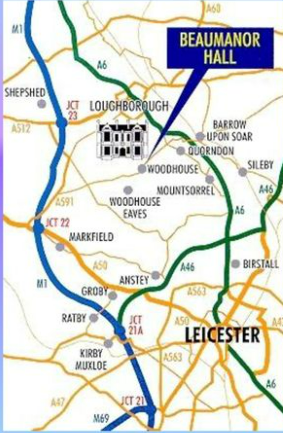 A60
M1
BEAUMANOR
HALL
A6
SHEPSHED
JCT
23
LOUGHBOROUGH
A512
BARROW
UPON SOAR
QUORNDON
WOODHOUSE
SILEBY
MOUNTSORREL
A46
WOODHOUSE
EAVES
A591
A6
JCT 22
MARKFIELD
A50
A46
BIRSTALL
M1
ANSTEY
GROBY
A563
RATBY
JCT
21A
A50
LEICESTER
KIRBY
MUXLOE
A563
A47
JCT 21
A6
M69